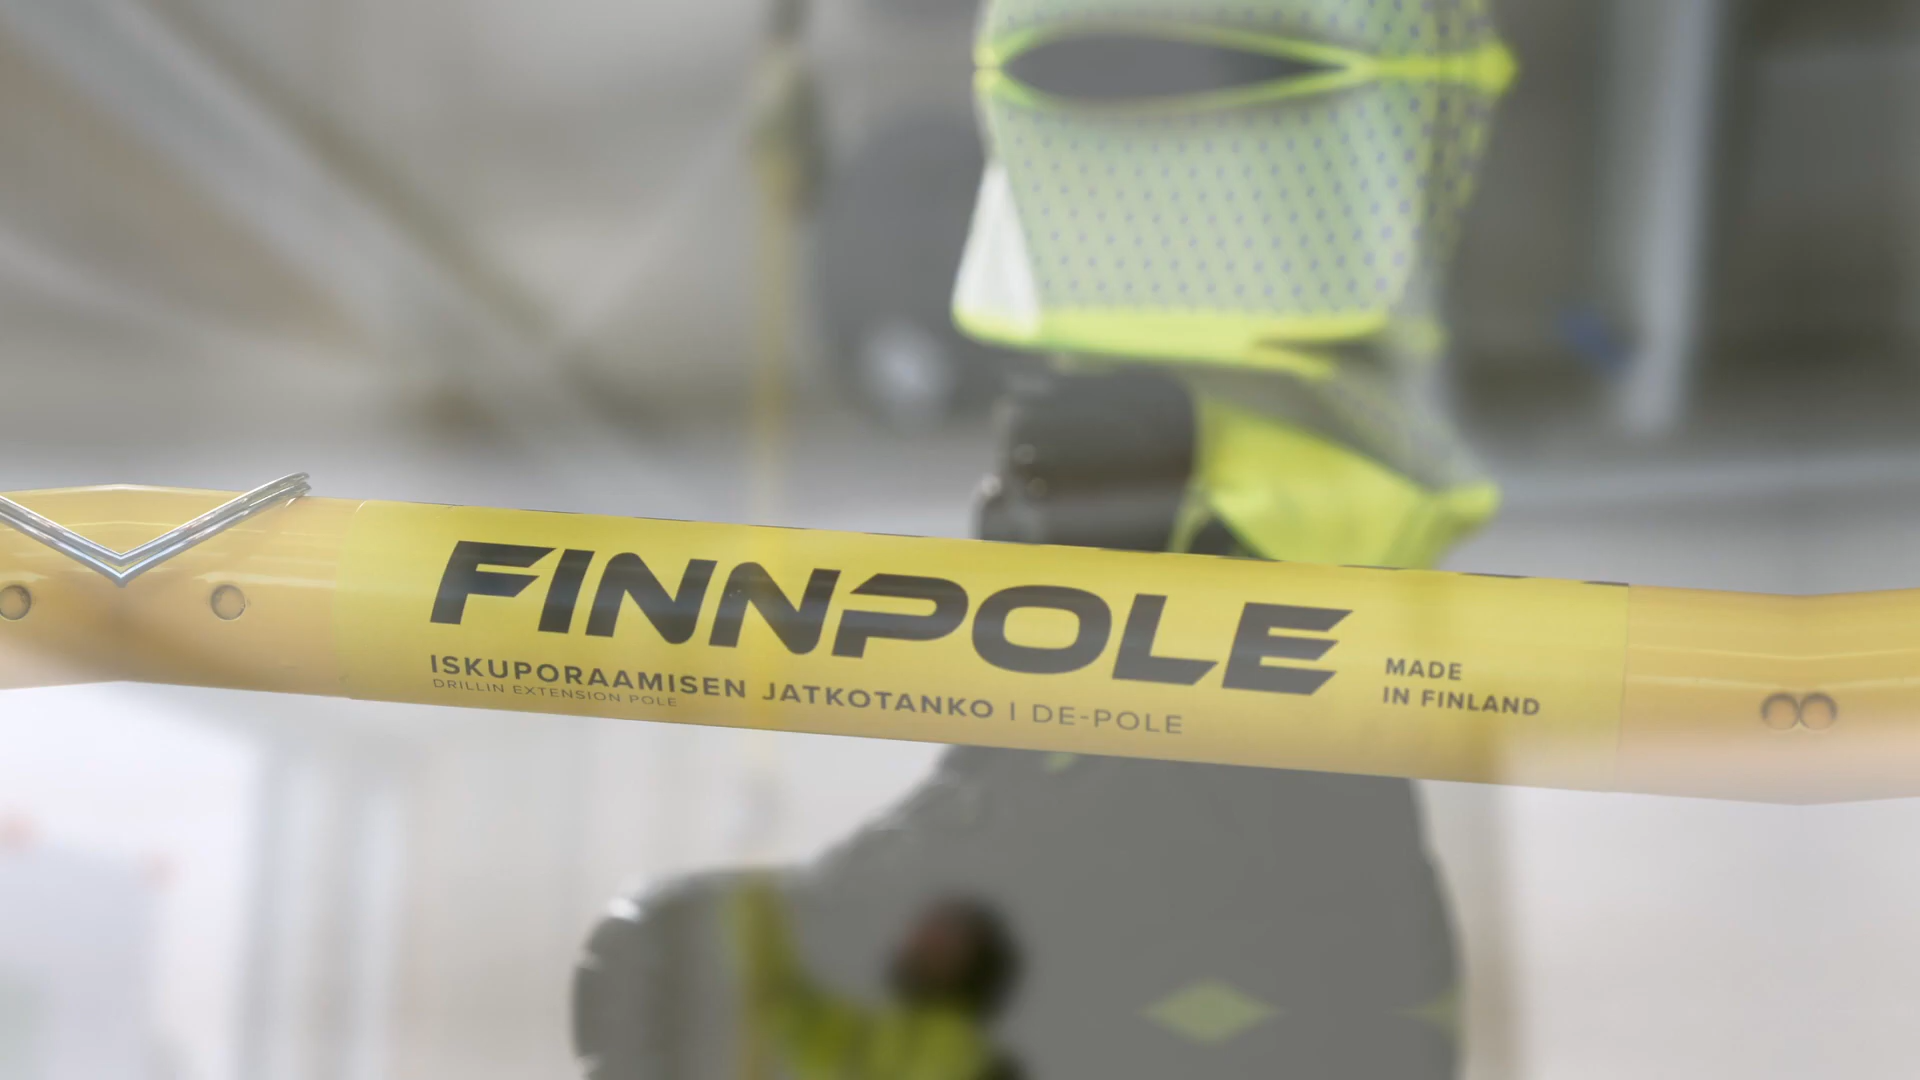 FINNPOLE
ISKUPORAAMISEN JATKOTANKO | DE-POLE
DRILLIN EXTENSION POLE
MADE
IN FINLAND